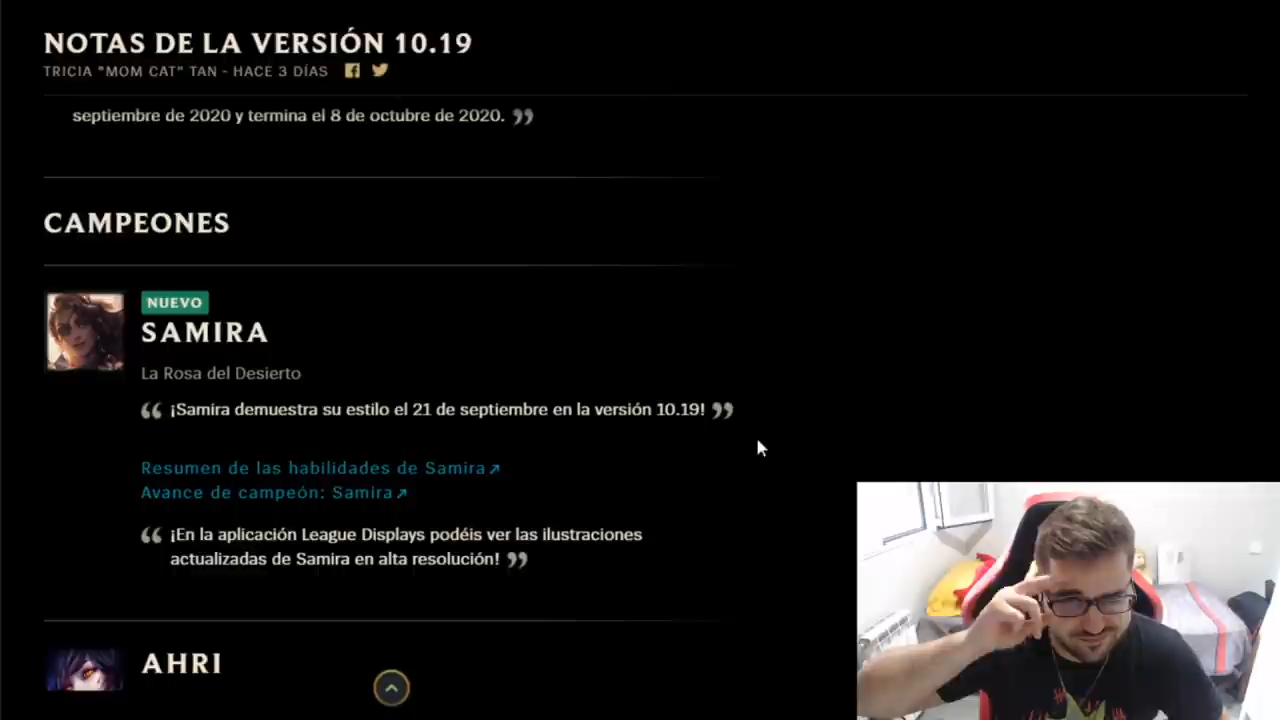 NOTAS DE LA VERSIÓN 10.19
TRICIA "MOM CAT" TAN - HACE 3 DÍAS
septiembre de 2020 y termina el 8 de octubre de 2020. ”
CAMPEONES
NUEVO
SAMIRA
La Rosa del Desierto
“ ¡Samira demuestra su estilo el 21 de septiembre en la versión 10.19! ”
Resumen de las habilidades de Samira↗
Avance de campeón: Samira↗
“ ¡En la aplicación League Displays podéis ver las ilustraciones
actualizadas de Samira en alta resolución! ”
AHRI